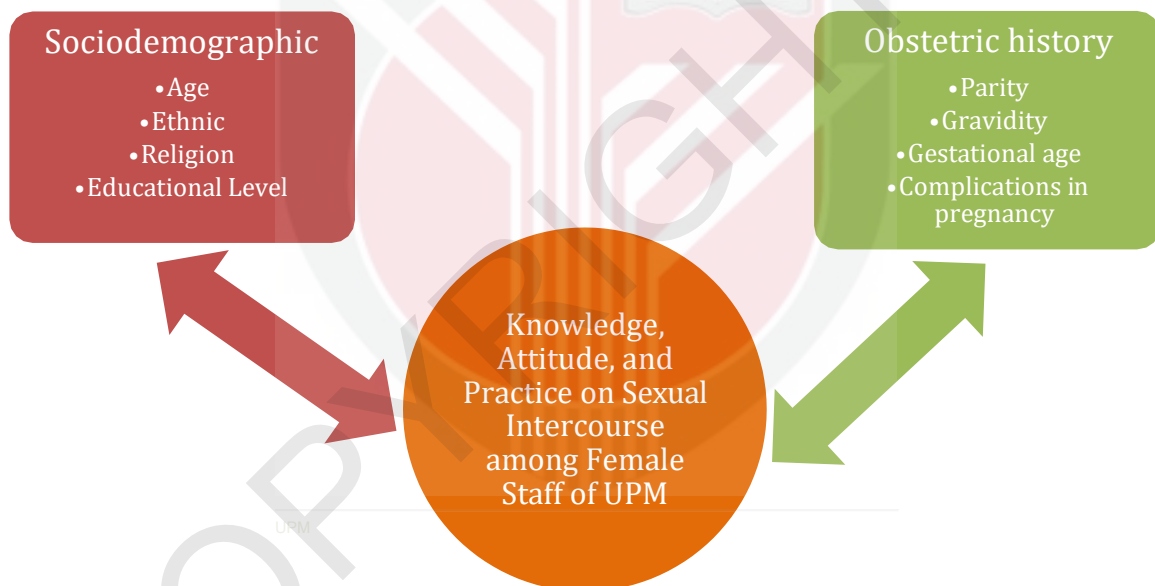 Sociodemographic
•Age
•Ethnic
•Religion
•Educational Level
Obstetric history
•Parity
•Gravidity
•Gestational age
•Complications in
pregnancy
Knowledge,
Attitude, and
Practice on Sexual
Intercourse
among Female
Staff of UPM
UPM
OPYRIGHT